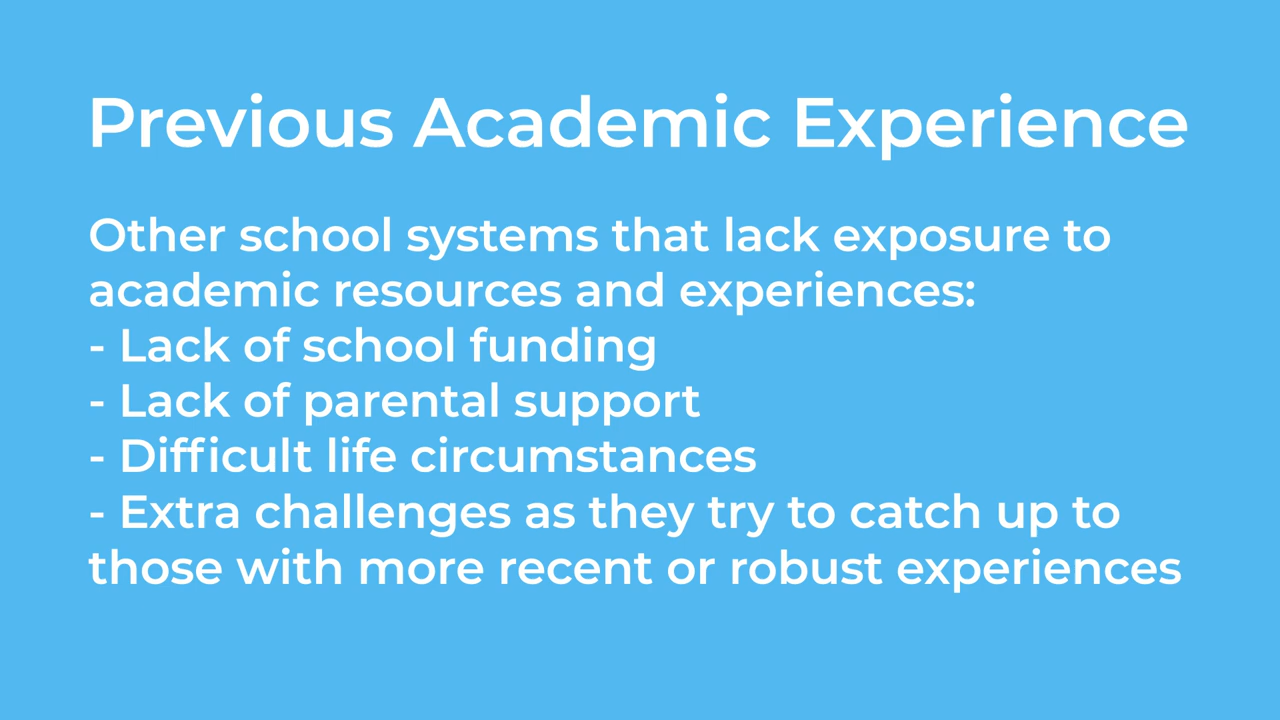 Previous Academic Experience
Other school systems that lack exposure to
academic resources and experiences:
- Lack of school funding
- Lack of parental support
- Difficult life circumstances
- Extra challenges as they try to catch up to
those with more recent or robust experiences